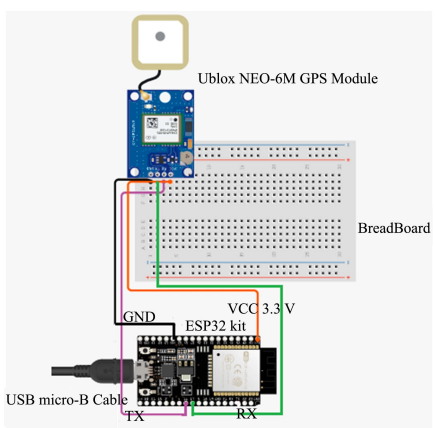 Ublox NEO-6M GPS Module
BreadBoard
VCC 3.3 V
GND
ESP32 kit
USB micro-B Cable
TX
RX